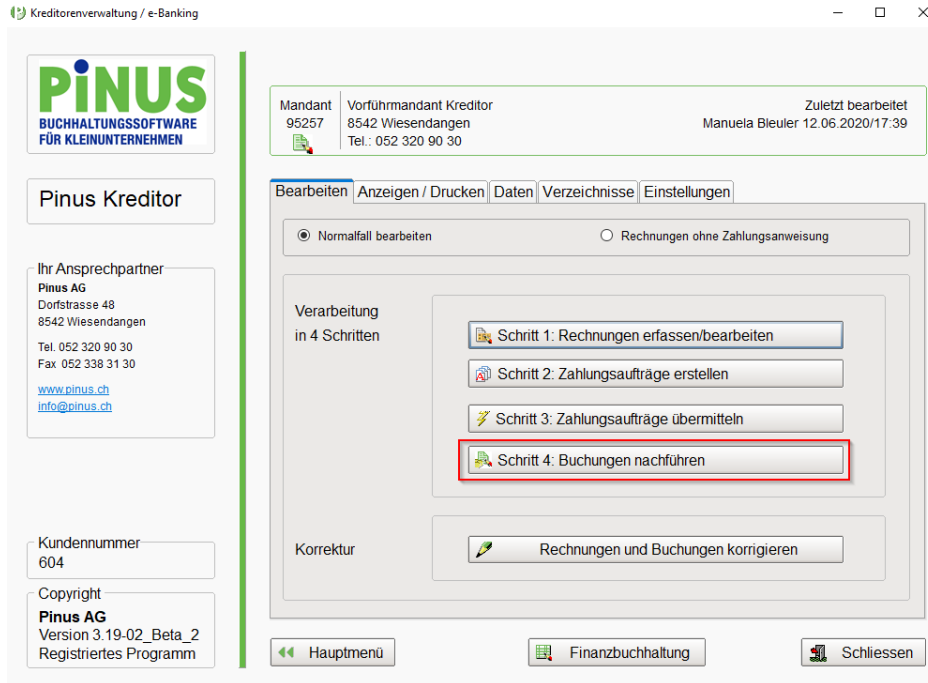 Kreditorenverwaltung / e-Banking
PiNUS
BUCHHALTUNGSSOFTWARE
FÜR KLEINUNTERNEHMEN
Pinus Kreditor
Ihr Ansprechpartner
Pinus AG
Dorfstrasse 48
8542 Wiesendangen
Tel. 052 320 90 30
Fax 052 338 31 30
www.pinus.ch
info@pinus.ch
Kundennummer
604
Copyright
Pinus AG
Version 3.19-02_Beta_2
Registriertes Programm
Mandant
95257
Vorführmandant Kreditor
8542 Wiesendangen
Tel.: 052 320 90 30
Zuletzt bearbeitet
Manuela Bleuler 12.06.2020/17:39
Bearbeiten Anzeigen / Drucken Daten Verzeichnisse Einstellungen
Normalfall bearbeiten Rechnungen ohne Zahlungsanweisung
Verarbeitung
in 4 Schritten
Schritt 1: Rechnungen erfassen/bearbeiten
Schritt 2: Zahlungsaufträge erstellen
Schritt 3: Zahlungsaufträge übermitteln
Schritt 4: Buchungen nachführen
Korrektur
Rechnungen und Buchungen korrigieren
Hauptmenü Finanzbuchhaltung Schliessen